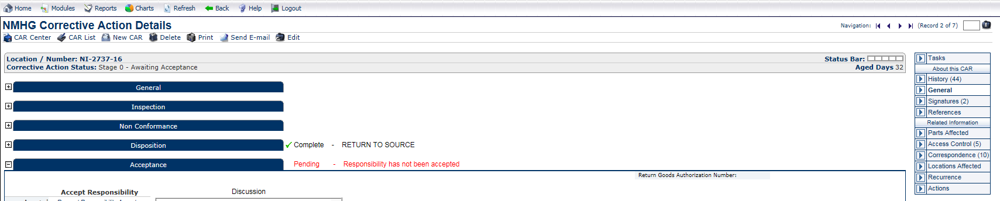 Home Modules Reports Charts Refresh Back Help Logout
NMHG Corrective Action Details
Navigation: (Record 2 of 7)
CAR Center CAR List New CAR Delete Print Send E-mail Edit
Location / Number: NI-2737-16 Status Bar:
Corrective Action Status: Stage 0 - Awaiting Acceptance Aged Days 32
General
Inspection
Non Conformance
Disposition Complete - RETURN TO SOURCE
Acceptance Pending - Responsibility has not been accepted
Return Goods Authorization Number:
Accept Responsibility Discussion
Tasks
About this CAR
History (44)
General
Signatures (2)
References
Related Information
Parts Affected
Access Control (5)
Correspondence (10)
Locations Affected
Recurrence
Actions